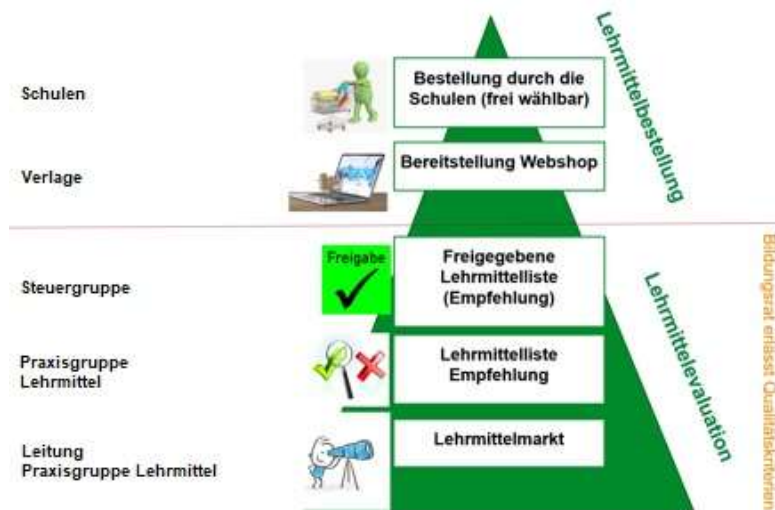 Schulen
Bestellung durch die
Schulen (frei wählbar)
Lehrmittelbestellung
Verlage
Bereitstellung Webshop
Steuergruppe
Freigabe
Freigegebene
Lehrmittelliste
(Empfehlung)
Praxisgruppe
Lehrmittel
Lehrmittelliste
Empfehlung
Lehrmittelevaluation
Leitung
Praxisgruppe Lehrmittel
Lehrmittelmarkt
Bildungsrat erlässt Qualitätskriterien